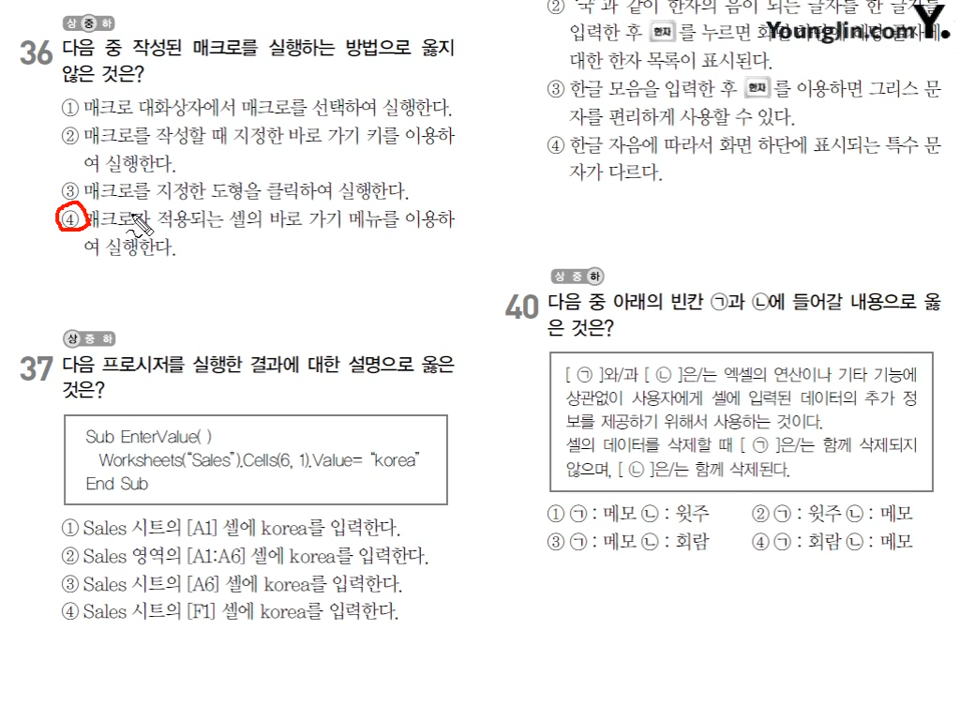 상 중 하
36 다음 중 작성된 매크로를 실행하는 방법으로 옳지
않은 것은?
① 매크로 대화상자에서 매크로를 선택하여 실행한다.
② 매크로를 작성할 때 지정한 바로 가기 키를 이용하
여 실행한다.
③ 매크로를 지정한 도형을 클릭하여 실행한다.
④ 매크로가 적용되는 셀의 바로 가기 메뉴를 이용하
여 실행한다.
상 중 하
37 다음 프로시저를 실행한 결과에 대한 설명으로 옳은
것은?
Sub EnterValue( )
Worksheets("Sales").Cells(6, 1).Value= "korea"
End Sub
① Sales 시트의 [A1] 셀에 korea를 입력한다.
② Sales 영역의 [A1:A6] 셀에 korea를 입력한다.
③ Sales 시트의 [A6] 셀에 korea를 입력한다.
④ Sales 시트의 [F1] 셀에 korea를 입력한다.
② '국'과 같이 한자의 음이 되는 글자를 한 글자를
입력한 후 한자 를 누르면 화면 하단에 해당 글자에
대한 한자 목록이 표시된다.
Younglin.com Y.
③ 한글 모음을 입력한 후 한자 를 이용하면 그리스 문
자를 편리하게 사용할 수 있다.
④ 한글 자음에 따라서 화면 하단에 표시되는 특수 문
자가 다르다.
상 중 하
40 다음 중 아래의 빈칸 ㉠과 ㉡에 들어갈 내용으로 옳
은 것은?
[ ㉠ ]와/과 [ ㉡ ]은/는 엑셀의 연산이나 기타 기능에
상관없이 사용자에게 셀에 입력된 데이터의 추가 정
보를 제공하기 위해서 사용하는 것이다.
셀의 데이터를 삭제할 때 [ ㉠ ]은/는 함께 삭제되지
않으며, [ ㉡ ]은/는 함께 삭제된다.
① ㉠ : 메모 ㉡ : 윗주 ② ㉠ : 윗주 ㉡ : 메모
③ ㉠ : 메모 ㉡ : 회람 ④ ㉠ : 회람 ㉡ : 메모